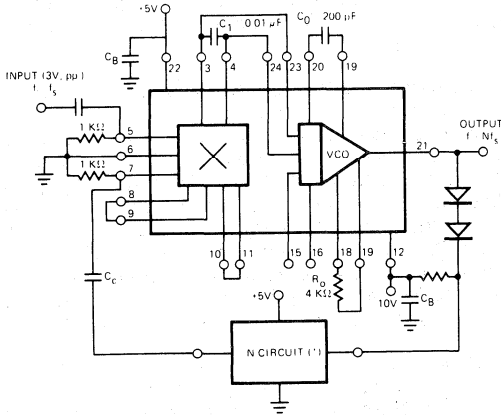 +5V
C1 0.01 µF
C0 200 µF
CB
22
3
4
24
23
20
19
INPUT (3V, pp.)
f fs
1 KΩ
5
6
1 KΩ
7
8
9
VCO
21
OUTPUT
f Nfs
10
11
15
16
18
19
12
R0
4 KΩ
10V
CB
Cc
+5V
N CIRCUIT (*)